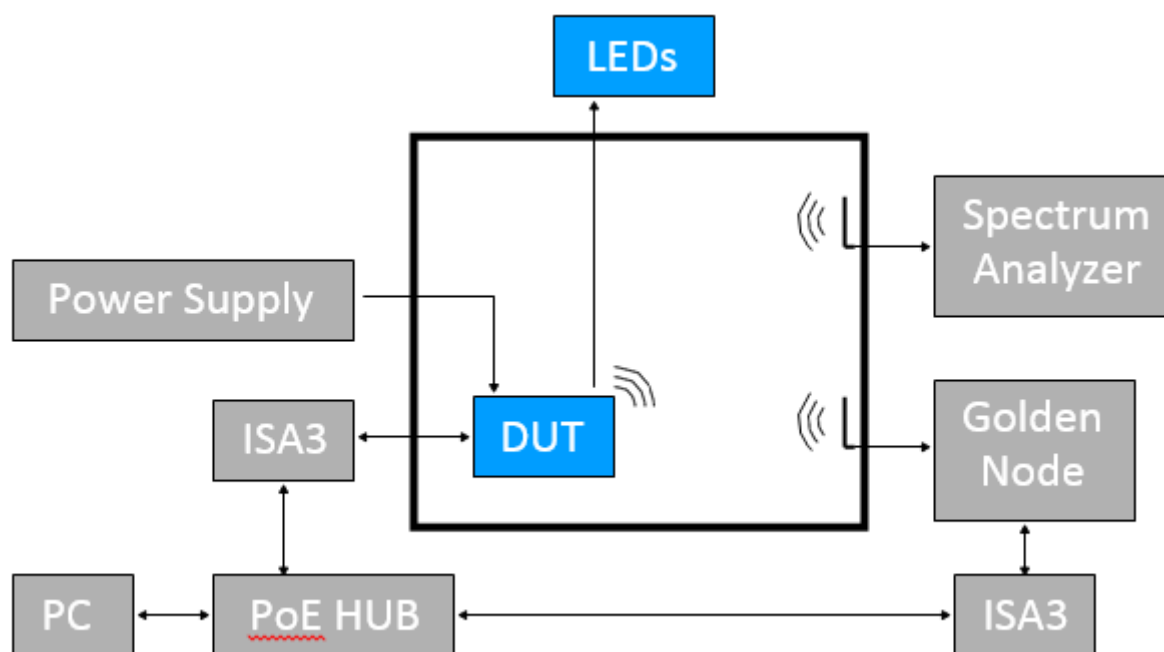 LEDs
Spectrum
Analyzer
Power Supply
ISA3
DUT
Golden
Node
PC
PoE HUB
ISA3